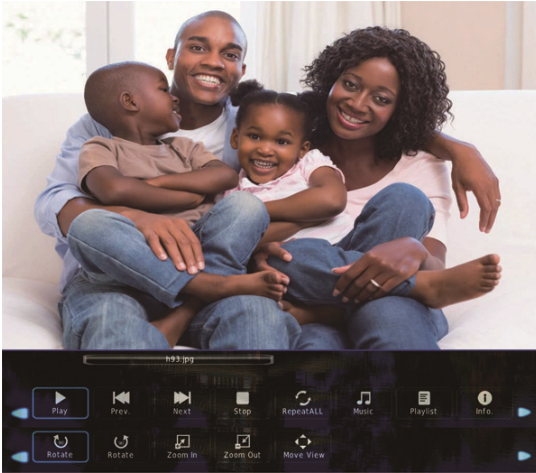 h93.jpg
Play Prev. Next Stop RepeatALL Music Playlist Info.
Rotate Rotate Zoom In Zoom Out Move View